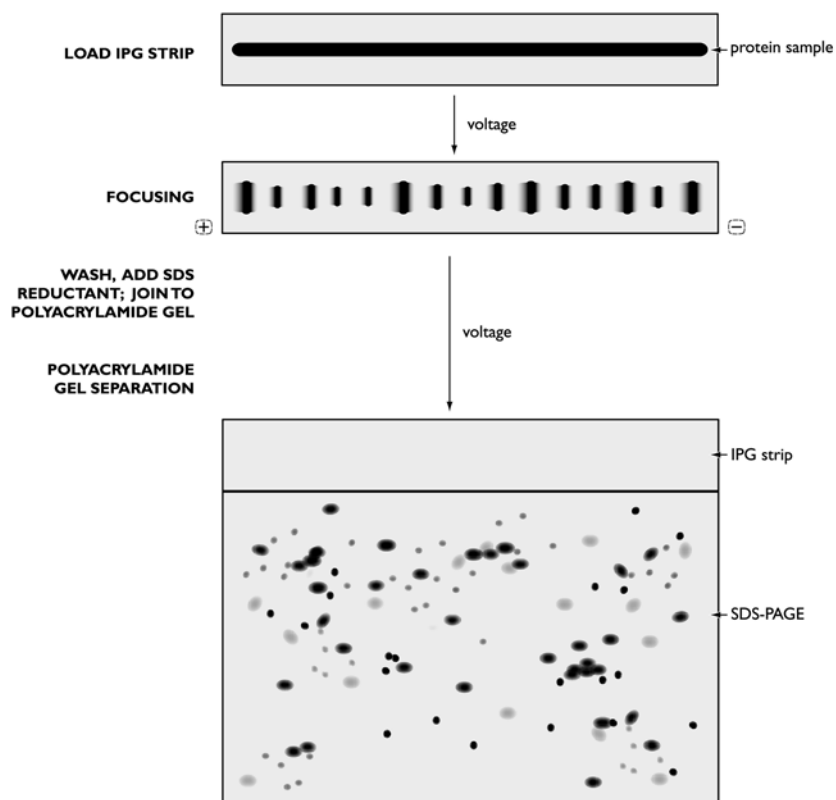 LOAD IPG STRIP
protein sample
voltage
FOCUSING
+
−
WASH, ADD SDS
REDUCTANT; JOIN TO
POLYACRYLAMIDE GEL
voltage
POLYACRYLAMIDE
GEL SEPARATION
IPG strip
SDS-PAGE